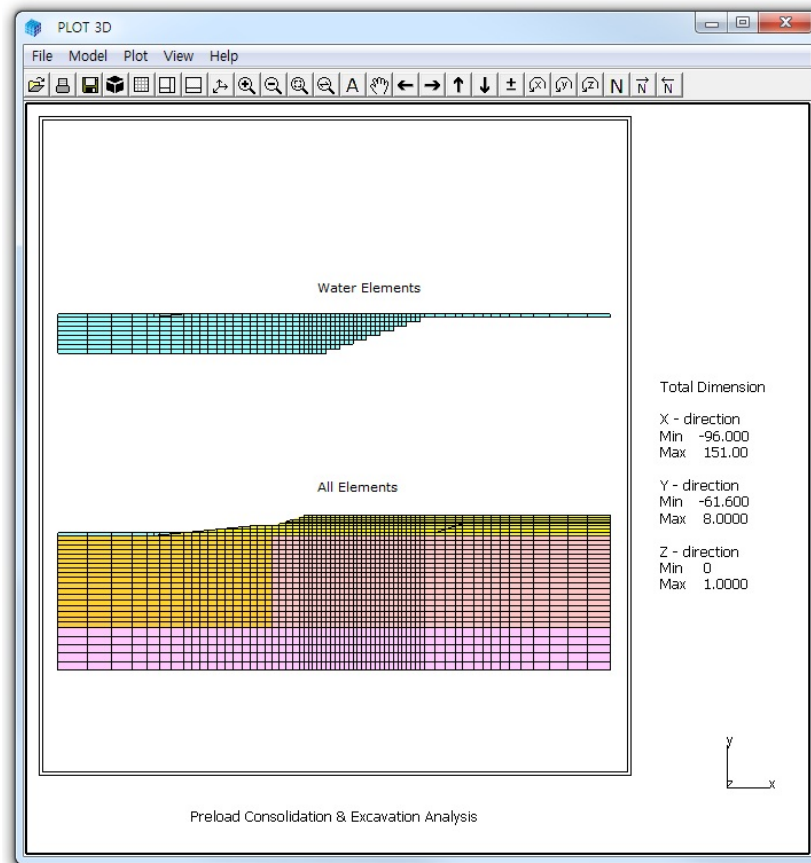 PLOT 3D
File Model Plot View Help
A ± x y z N N N
Water Elements
Total Dimension
X - direction
Min -96.000
Max 151.00
All Elements
Y - direction
Min -61.600
Max 8.0000
Z - direction
Min 0
Max 1.0000
y
z x
Preload Consolidation & Excavation Analysis